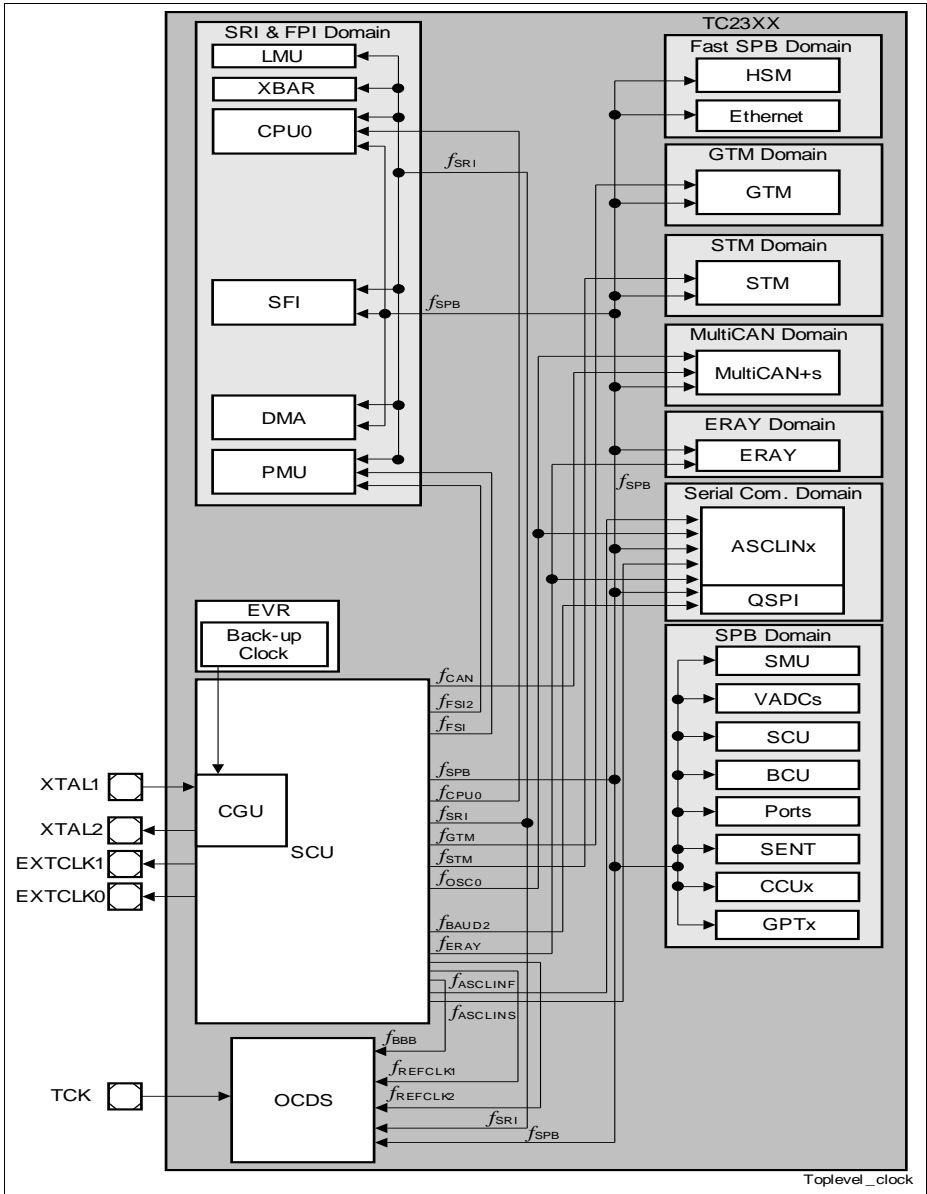 TC23XX
SRI & FPI Domain
LMU
XBAR
CPU0
SFI
DMA
PMU
fSRI
fSPB
Fast SPB Domain
HSM
Ethernet
GTM Domain
GTM
STM Domain
STM
MultiCAN Domain
MultiCAN+s
ERAY Domain
ERAY
fSPB
Serial Com. Domain
ASCLINx
QSPI
SPB Domain
SMU
VADCs
SCU
BCU
Ports
SENT
CCUx
GPTx
EVR
Back-up
Clock
CGU
SCU
XTAL1
XTAL2
EXTCLK1
EXTCLK0
fCAN
fFSI2
fFSI
fSPB
fCPU0
fSRI
fGTM
fSTM
fOSC0
fBAUD2
fERAY
fASCLINF
fASCLINS
fBBB
fREFCLK1
fREFCLK2
fSRI
fSPB
TCK
OCDS
Toplevel_clock